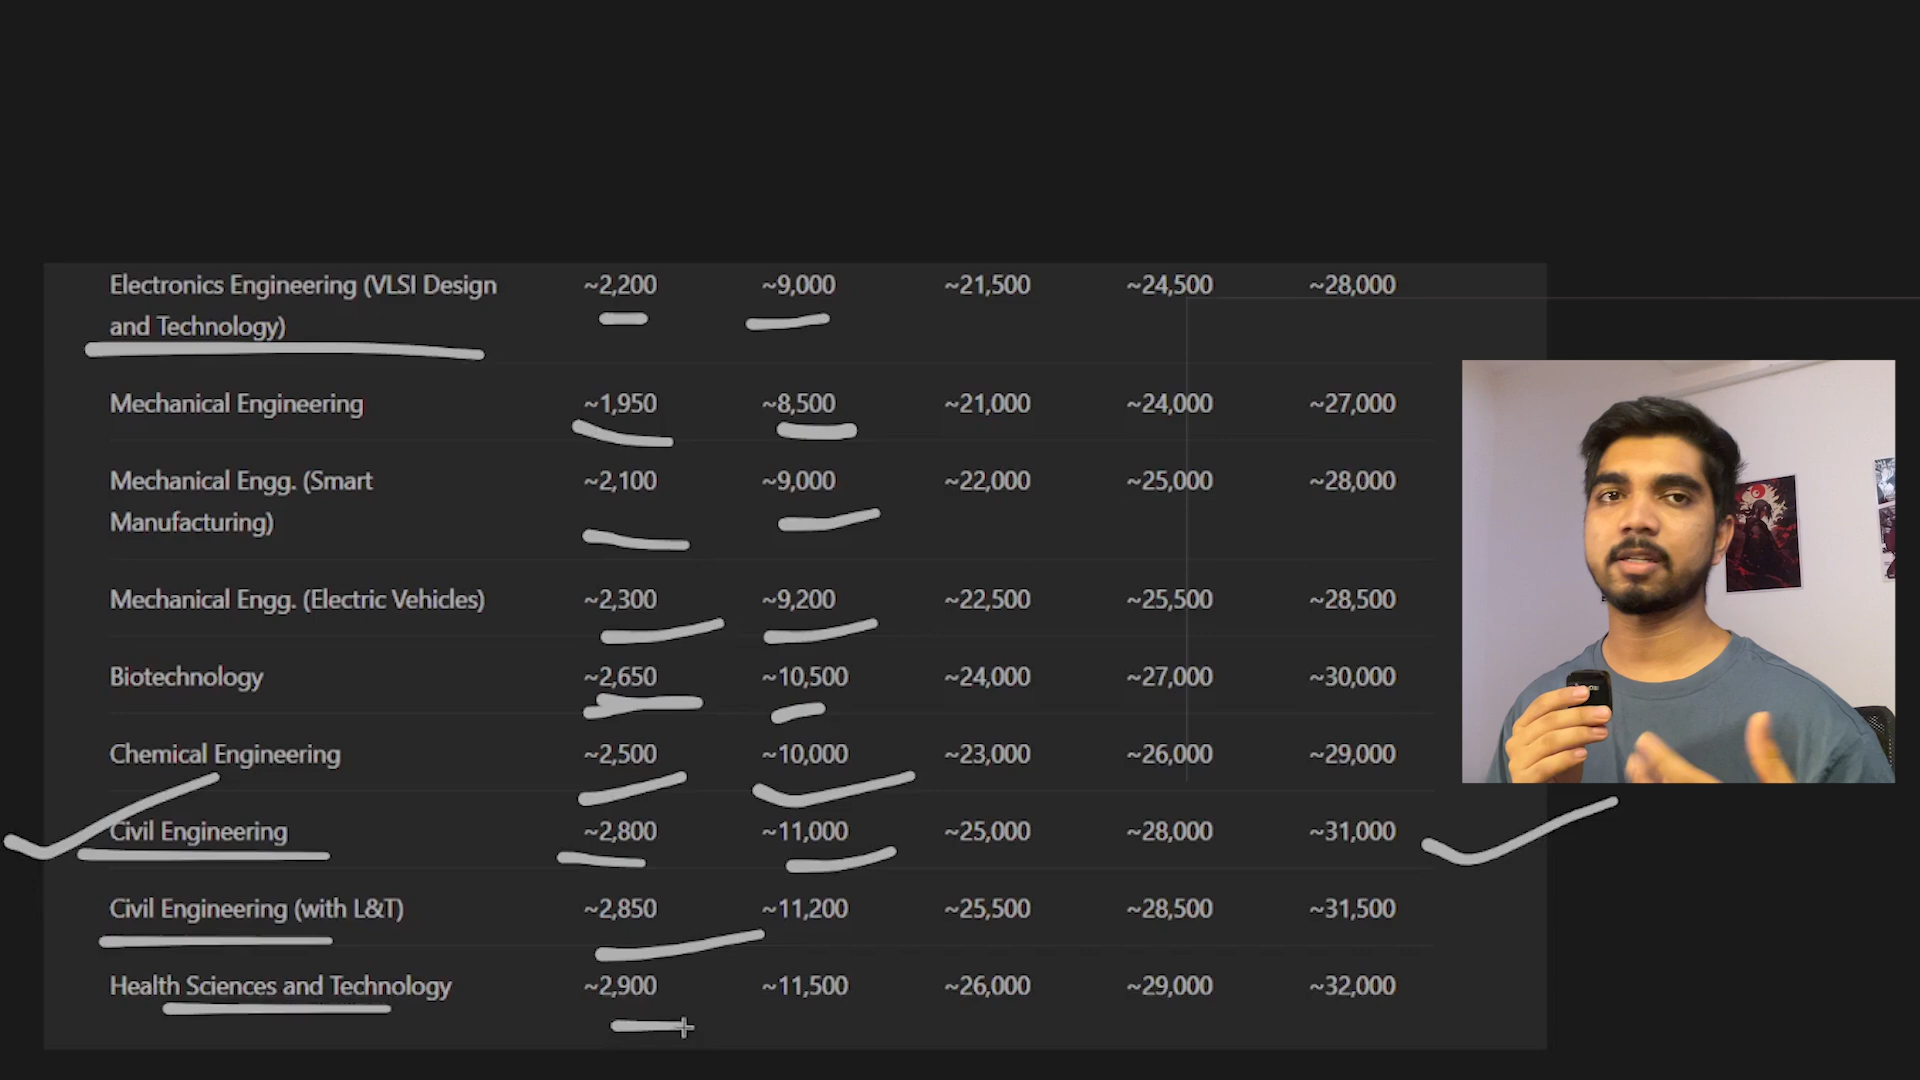 Electronics Engineering (VLSI Design ~2,200 ~9,000 ~21,500 ~24,500 ~28,000
and Technology)
Mechanical Engineering ~1,950 ~8,500 ~21,000 ~24,000 ~27,000
Mechanical Engg. (Smart ~2,100 ~9,000 ~22,000 ~25,000 ~28,000
Manufacturing)
Mechanical Engg. (Electric Vehicles) ~2,300 ~9,200 ~22,500 ~25,500 ~28,500
Biotechnology ~2,650 ~10,500 ~24,000 ~27,000 ~30,000
Chemical Engineering ~2,500 ~10,000 ~23,000 ~26,000 ~29,000
Civil Engineering ~2,800 ~11,000 ~25,000 ~28,000 ~31,000
Civil Engineering (with L&T) ~2,850 ~11,200 ~25,500 ~28,500 ~31,500
Health Sciences and Technology ~2,900 ~11,500 ~26,000 ~29,000 ~32,000